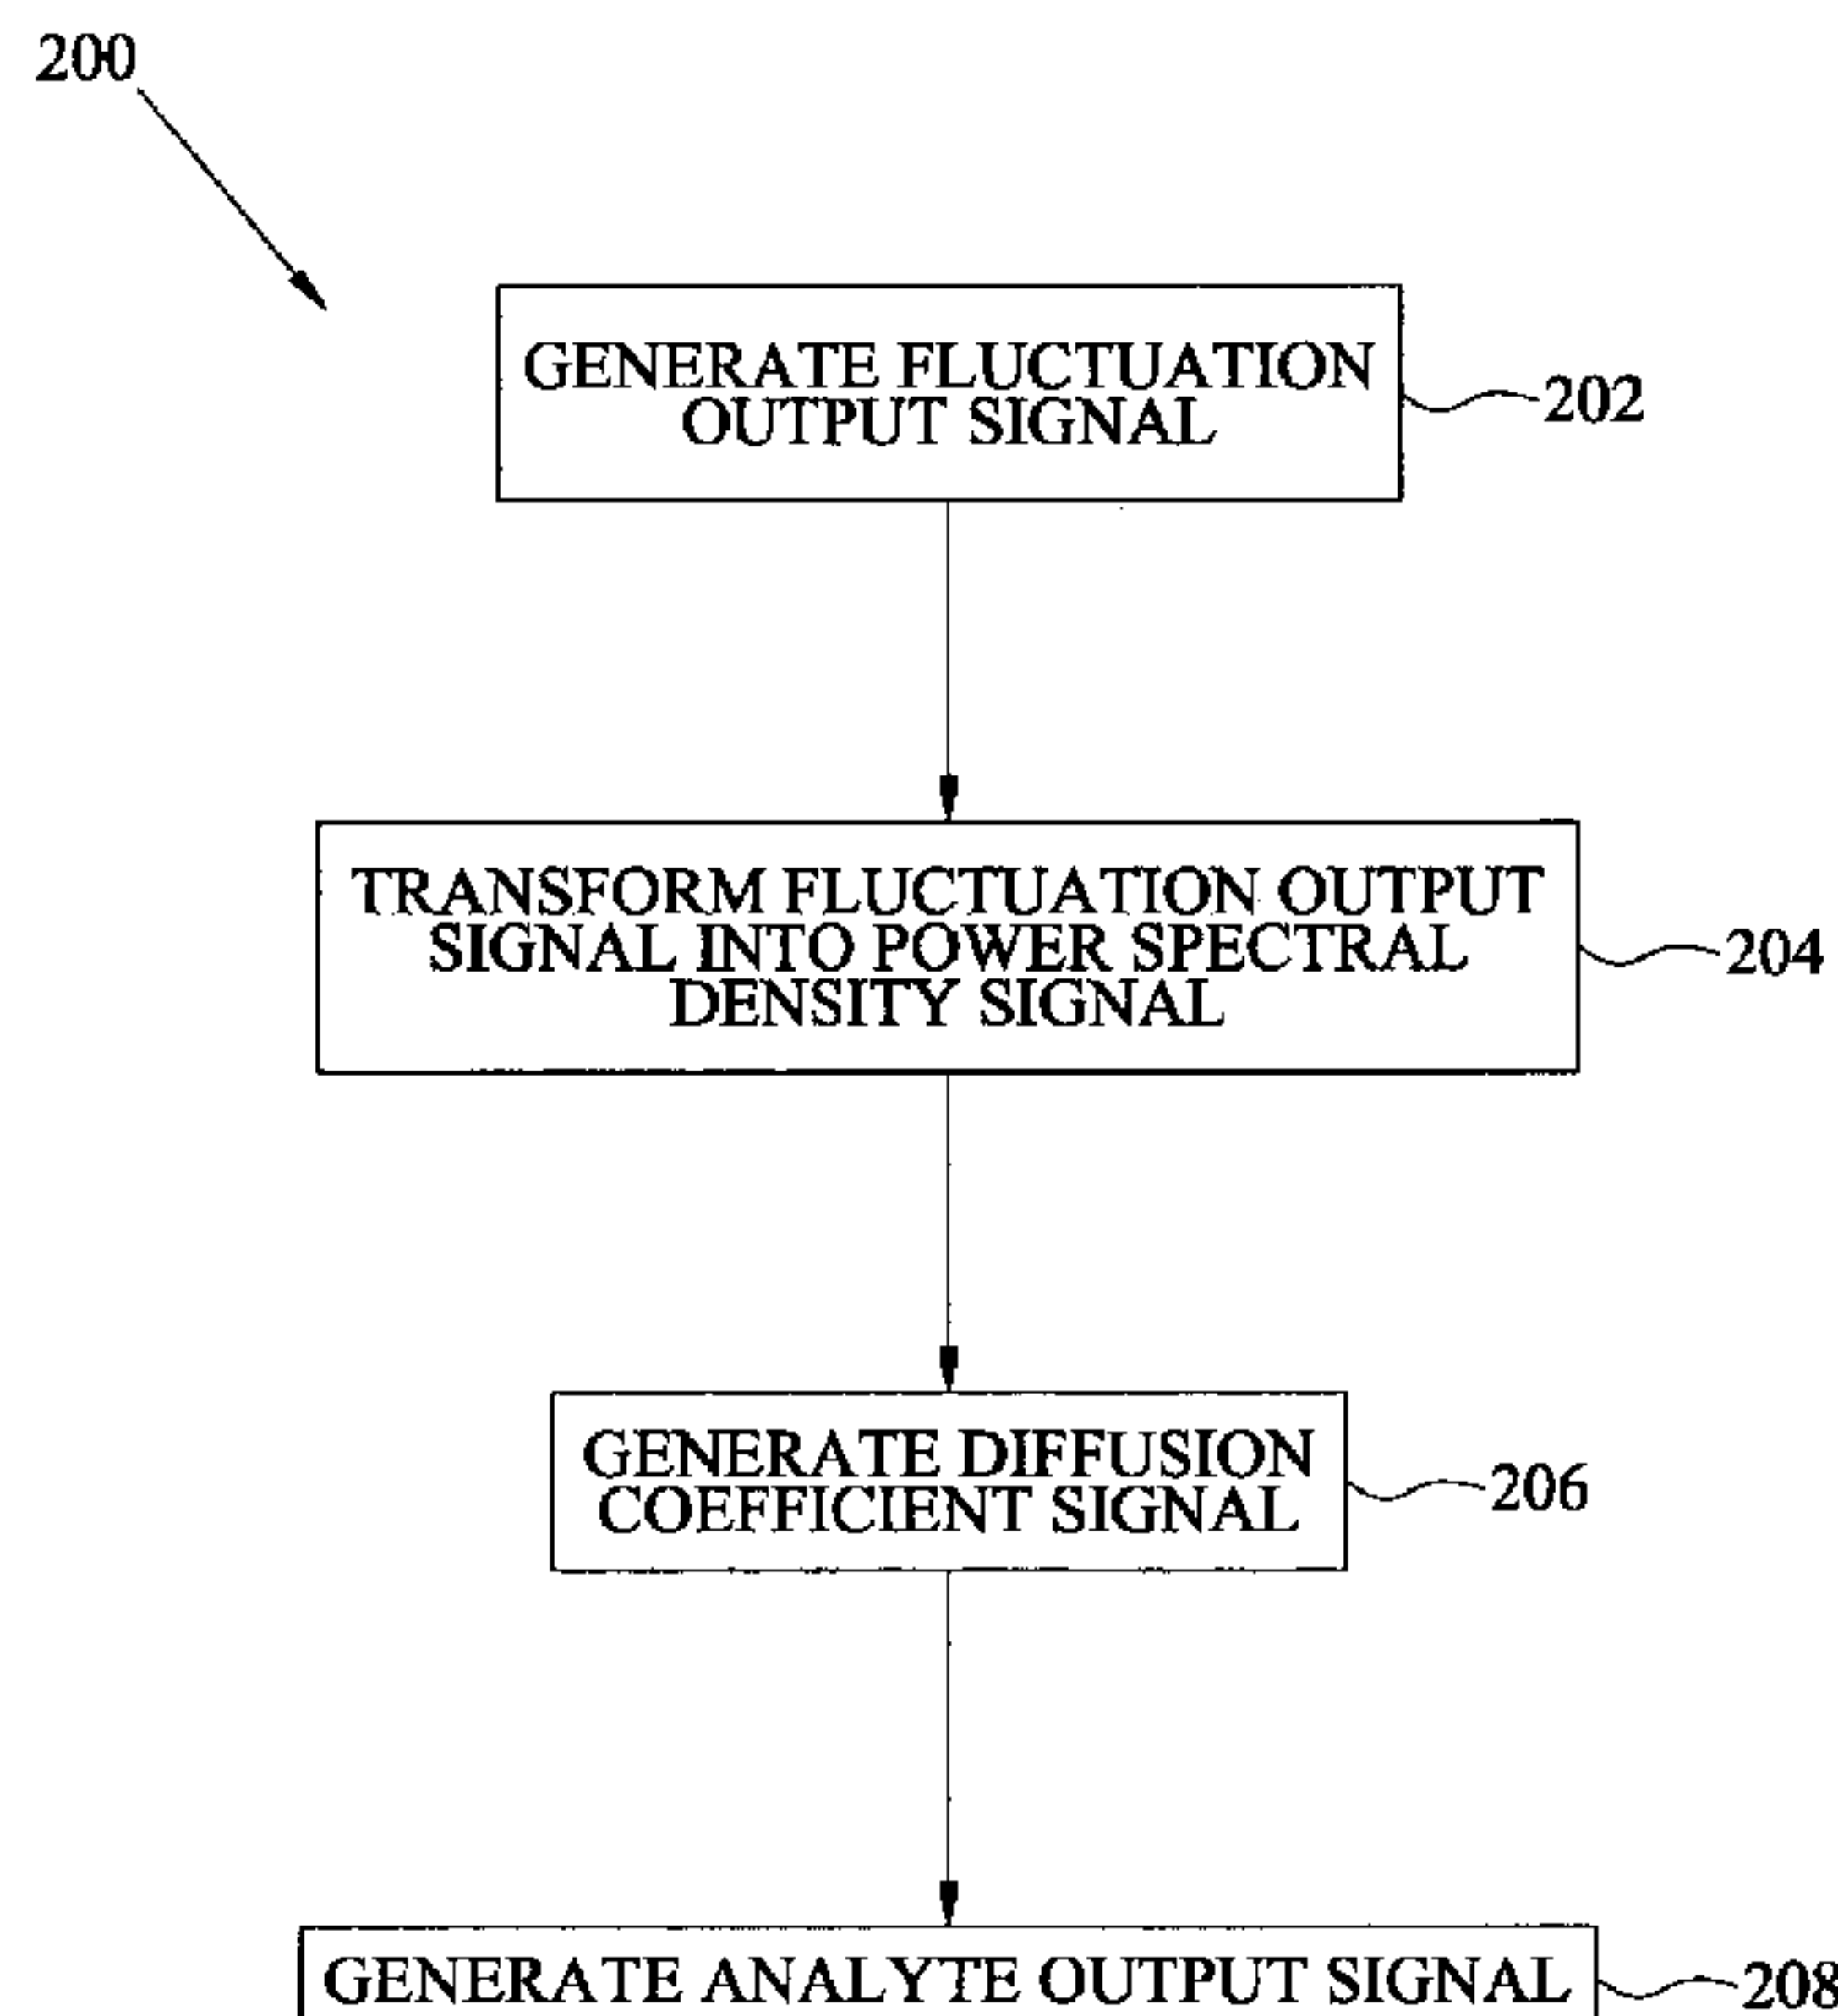 200
GENERATE FLUCTUATION
OUTPUT SIGNAL
202
TRANSFORM FLUCTUATION OUTPUT
SIGNAL INTO POWER SPECTRAL
DENSITY SIGNAL
204
GENERATE DIFFUSION
COEFFICIENT SIGNAL
206
GENERATE ANALYTE OUTPUT SIGNAL
208